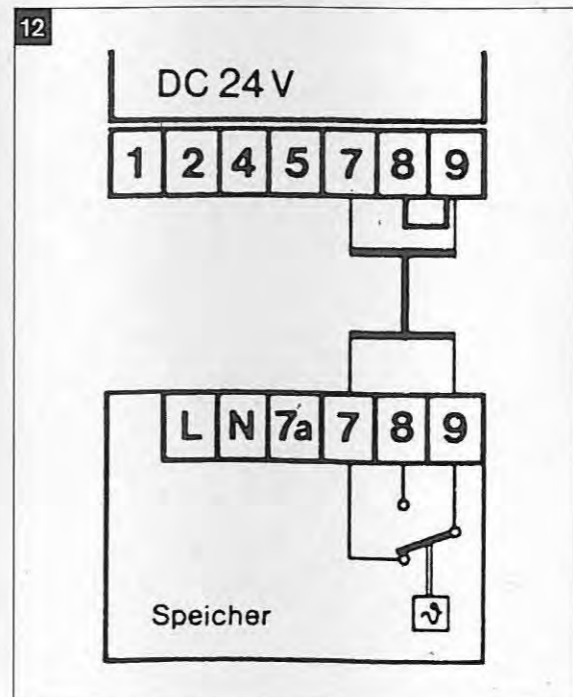 12
DC 24 V
1 2 4 5 7 8 9
L N 7a 7 8 9
Speicher
ϑ